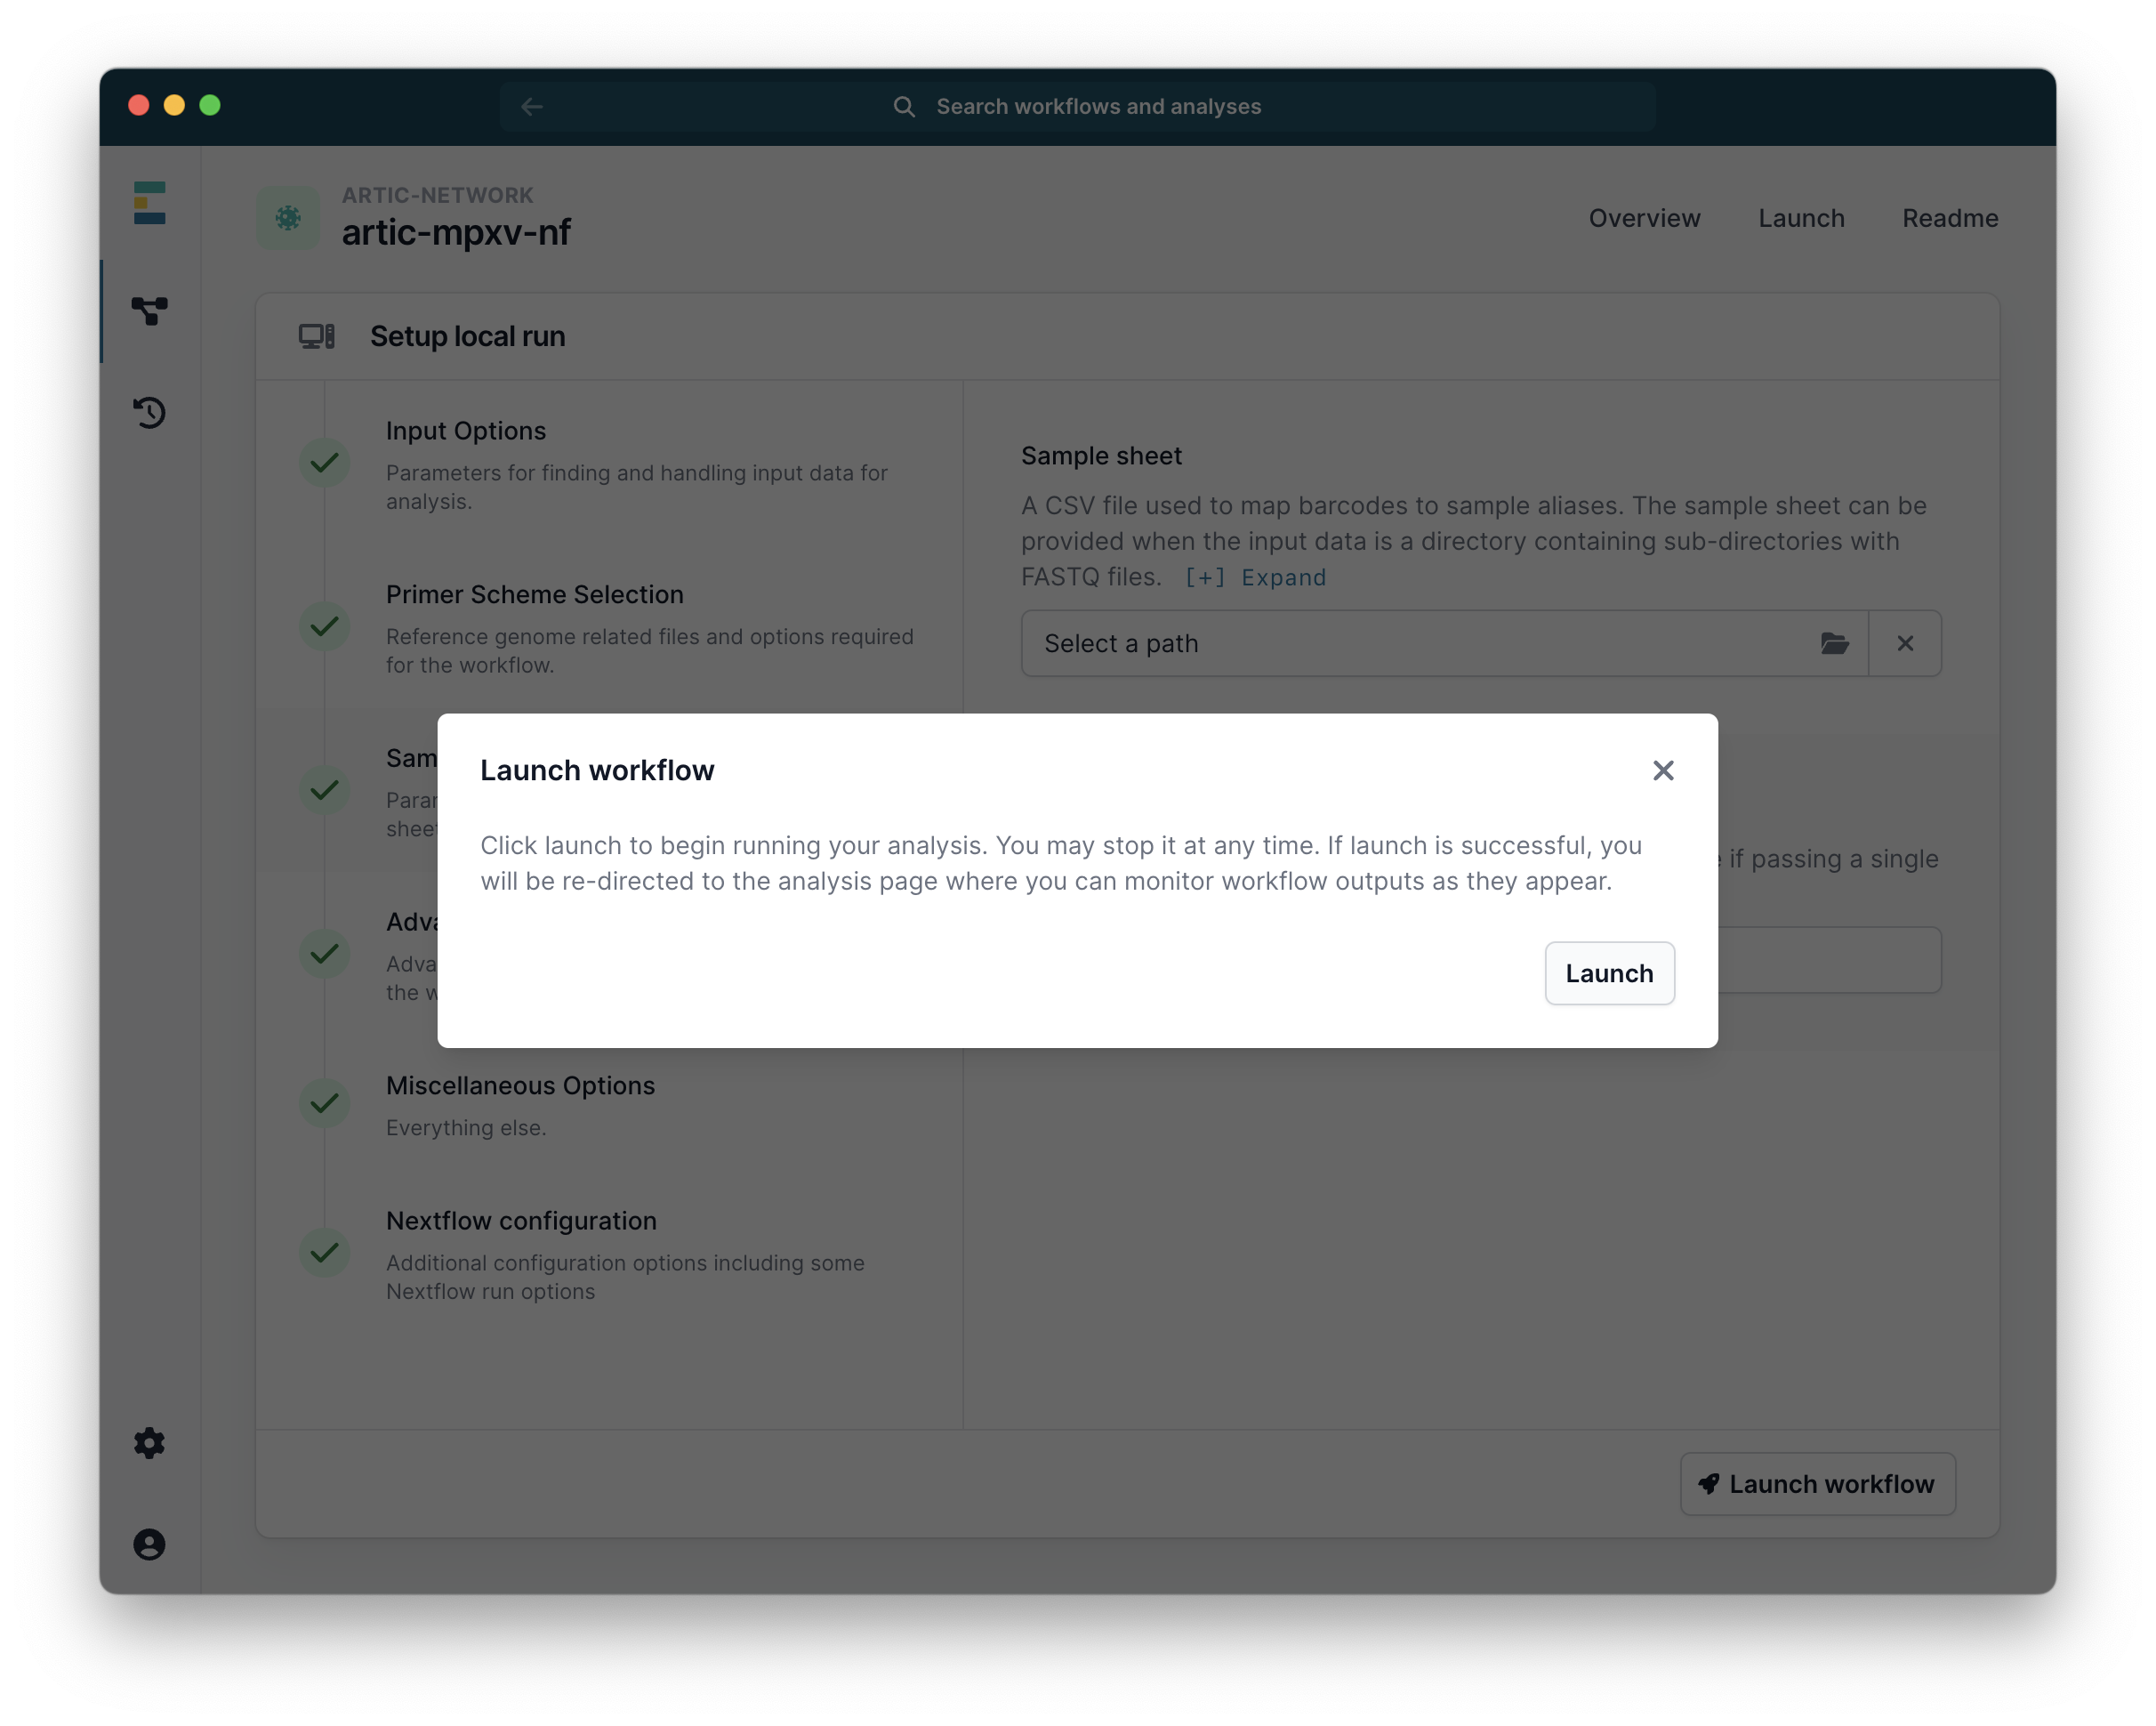 Search workflows and analyses
ARTIC-NETWORK
artic-mpxv-nf
Overview
Launch
Readme
Setup local run
Input Options
Parameters for finding and handling input data for
analysis.
Primer Scheme Selection
Reference genome related files and options required
for the workflow.
Sam
Para
sheet
Adva
Adva
the w
Miscellaneous Options
Everything else.
Nextflow configuration
Additional configuration options including some
Nextflow run options
Sample sheet
A CSV file used to map barcodes to sample aliases. The sample sheet can be
provided when the input data is a directory containing sub-directories with
FASTQ files. [+] Expand
Select a path
if passing a single
Launch workflow
Click launch to begin running your analysis. You may stop it at any time. If launch is successful, you
will be re-directed to the analysis page where you can monitor workflow outputs as they appear.
Launch
Launch workflow